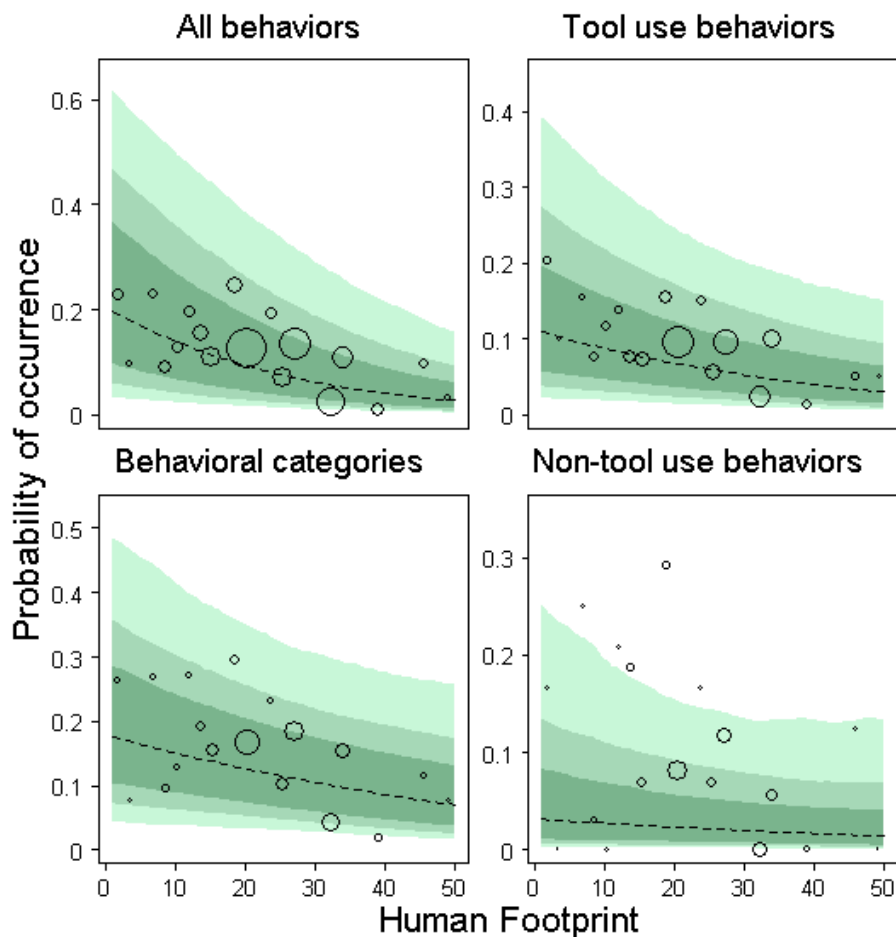 All behaviors
Tool use behaviors
0.6
0.4
0.2
0
0.4
0.3
0.2
0.1
0
Probability of occurrence
Behavioral categories
Non-tool use behaviors
0.5
0.4
0.3
0.2
0.1
0
0.3
0.2
0.1
0
0 10 20 30 40 50
0 10 20 30 40 50
Human Footprint